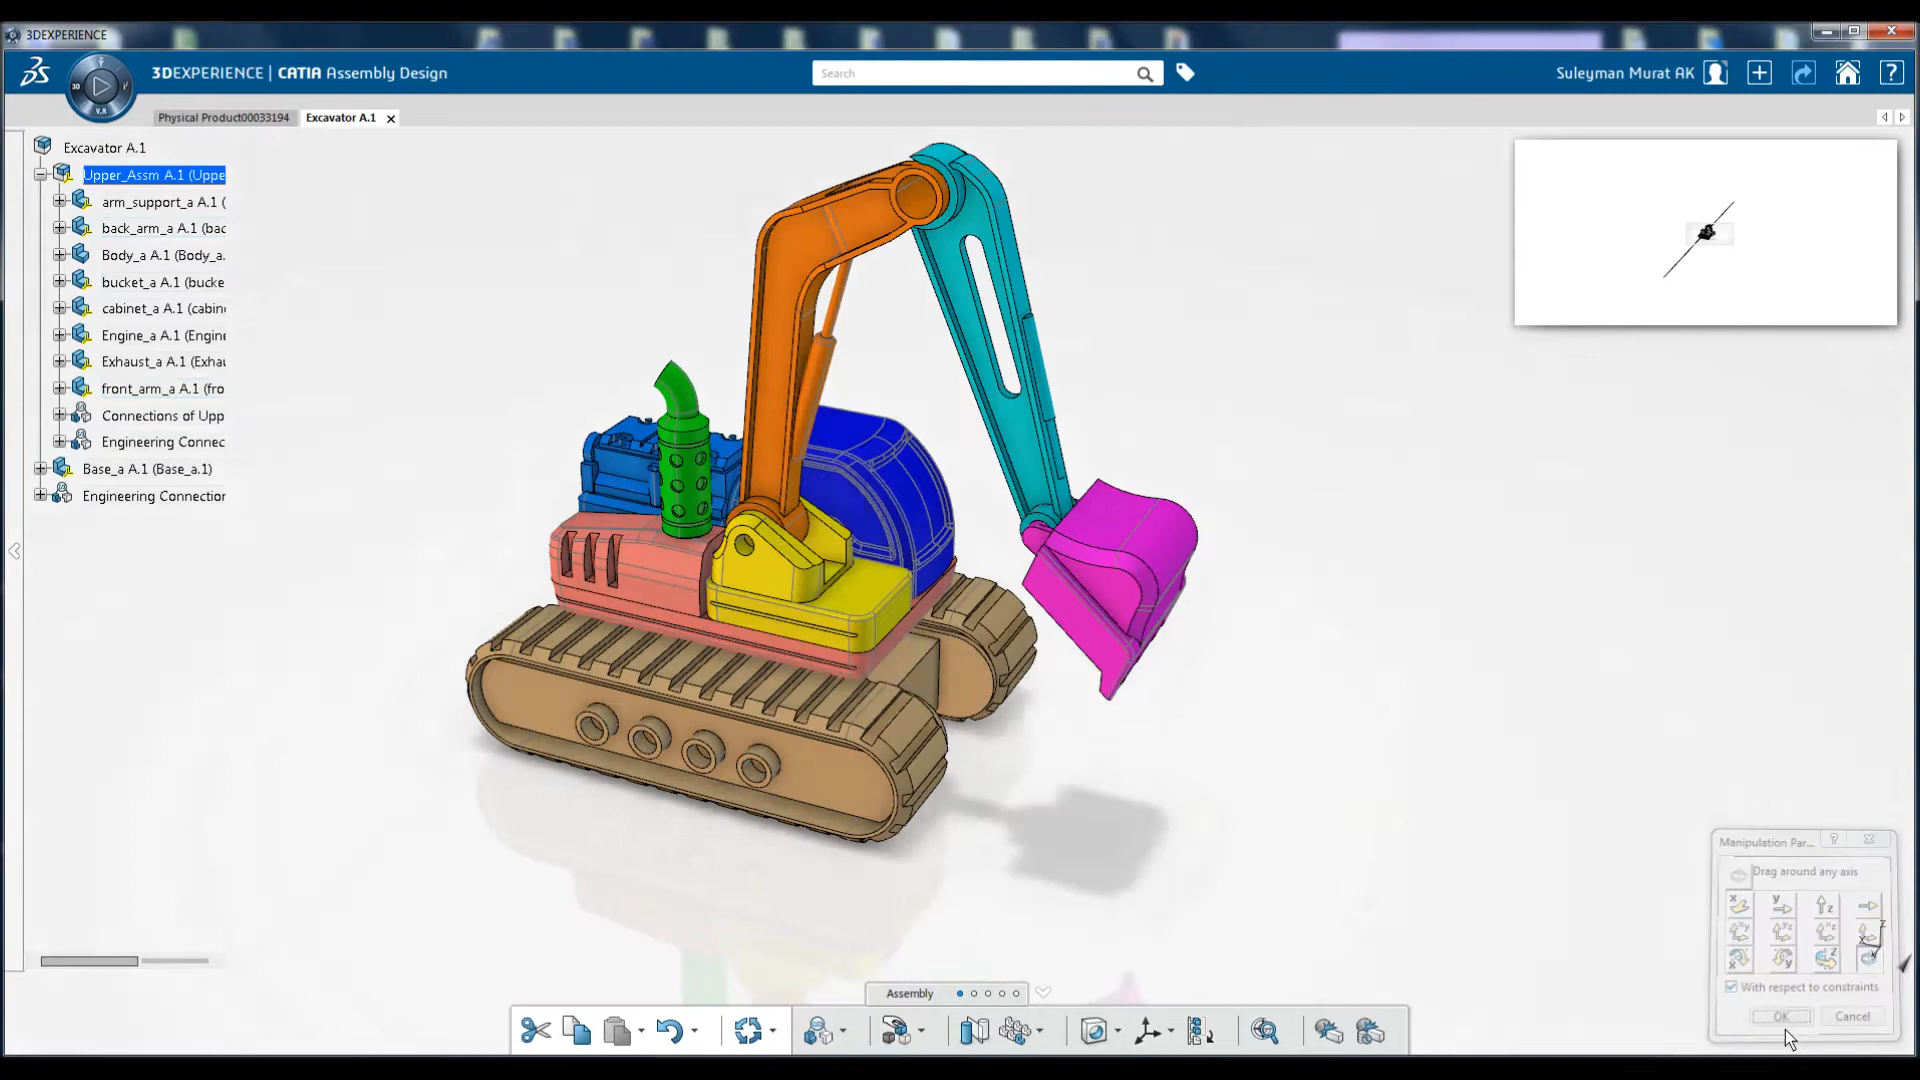 3DEXPERIENCE
3DEXPERIENCE | CATIA Assembly Design
Search
Suleyman Murat AK
3D
V.R
Physical Product00033194
Excavator A.1
Excavator A.1
Upper_Assm A.1 (Uppe
arm_support_a A.1 (
back_arm_a A.1 (bac
Body_a A.1 (Body_a.
bucket_a A.1 (bucke
cabinet_a A.1 (cabin
Engine_a A.1 (Engine
Exhaust_a A.1 (Exhau
front_arm_a A.1 (fro
Connections of Upp
Engineering Connec
Base_a A.1 (Base_a.1)
Engineering Connection
Manipulation Par...
Drag around any axis
With respect to constraints
OK
Cancel
Assembly